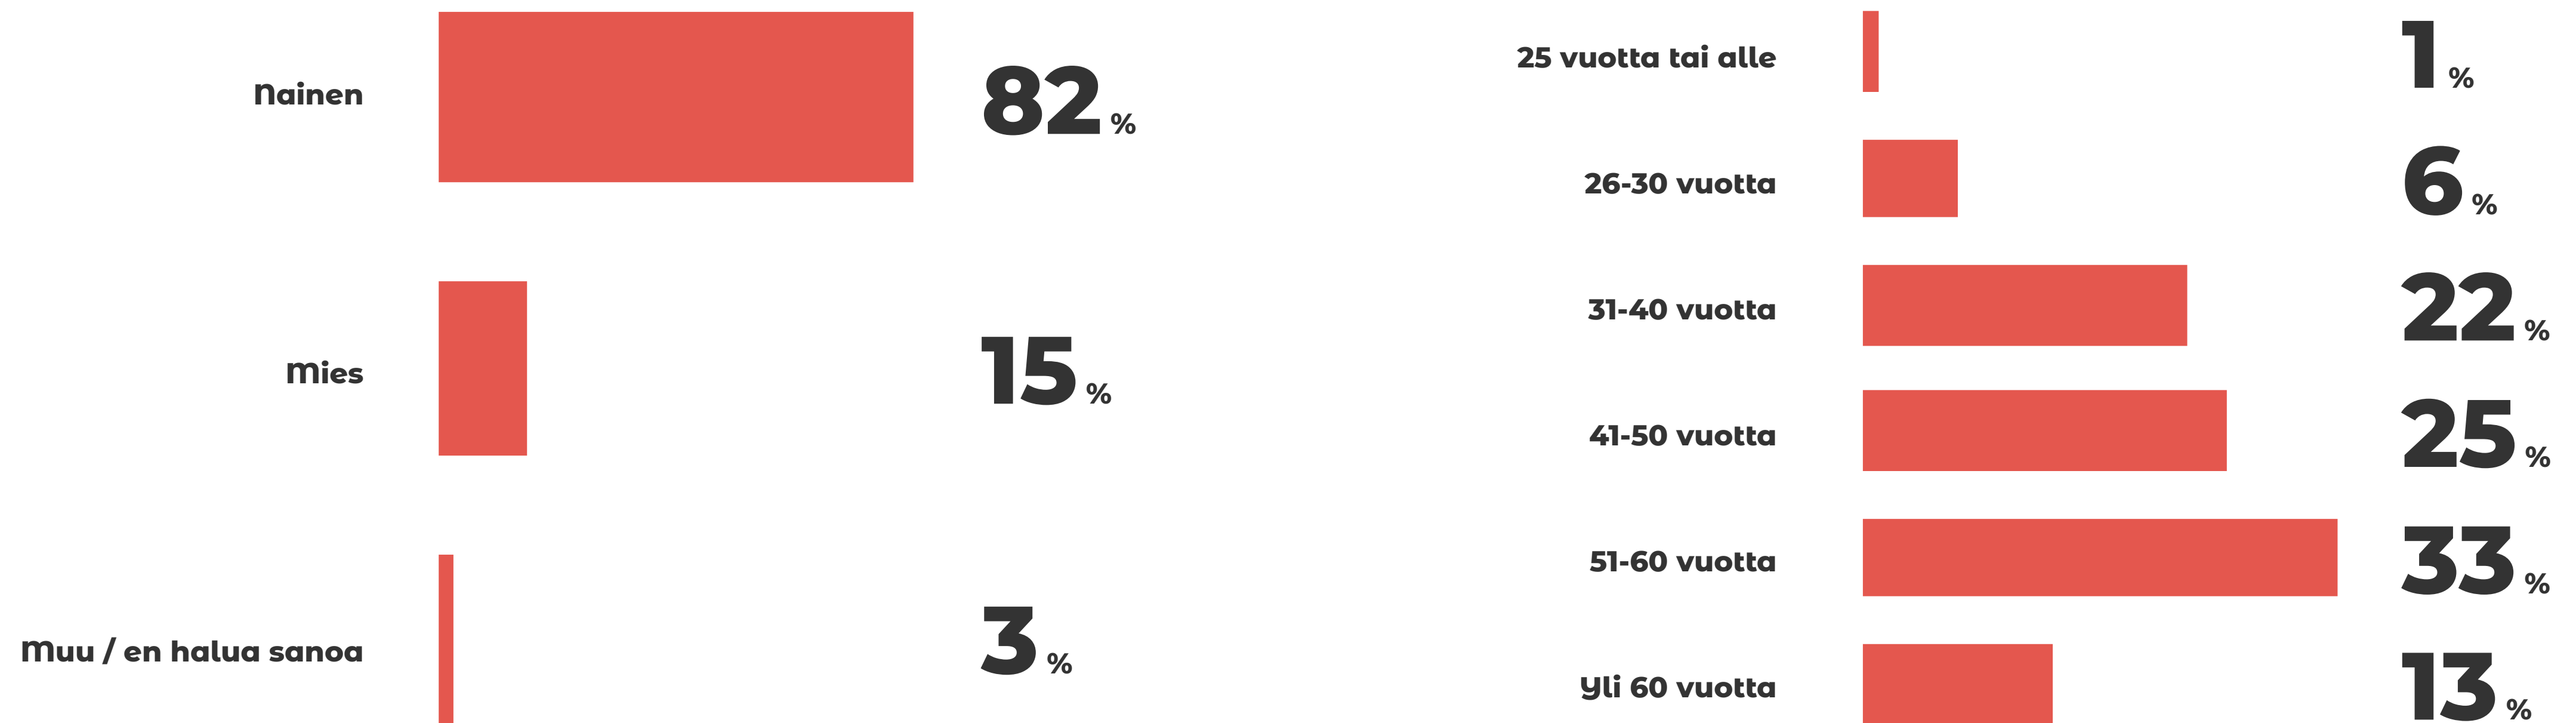 Nainen 82 %
Mies 15 %
Muu / en halua sanoa 3 %
25 vuotta tai alle 1 %
26-30 vuotta 6 %
31-40 vuotta 22 %
41-50 vuotta 25 %
51-60 vuotta 33 %
Yli 60 vuotta 13 %